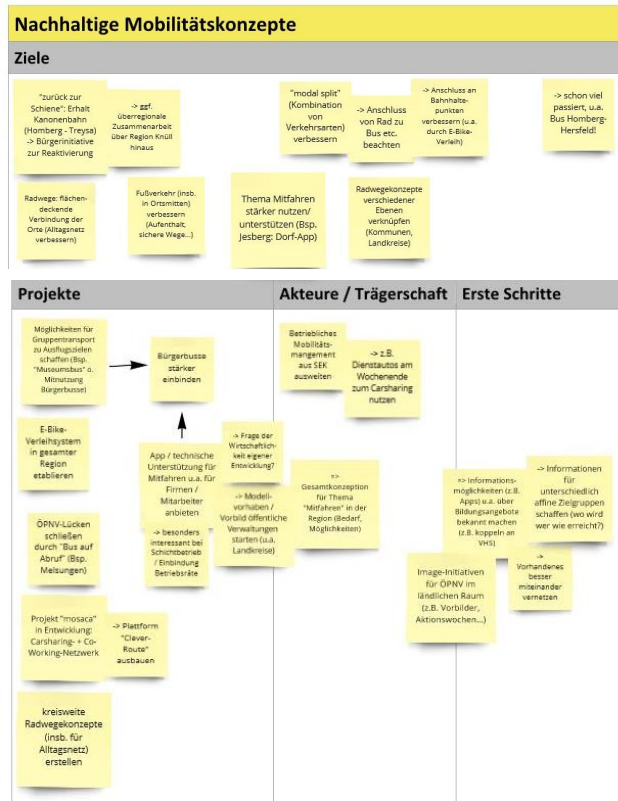 Nachhaltige Mobilitätskonzepte
Ziele
"zurück zur
Schiene": Erhalt
Kanonenbahn
(Homberg - Treysa)
-> Bürgerinitiative
zur Reaktivierung
-> ggf.
überregionale
Zusammenarbeit
über Region Knüll
hinaus
"modal split"
(Kombination
von
Verkehrsarten)
verbessern
-> Anschluss
von Rad zu
Bus etc.
beachten
-> Anschluss an
Bahnhalte-
punkten
verbessern (u.a.
durch E-Bike-
Verleih)
-> schon viel
passiert, u.a.
Bus Homberg-
Hersfeld!
Radwege: flächen-
deckende
Verbindung der
Orte (Alltagsnetz
verbessern)
Fußverkehr (insb.
in Ortsmitten)
verbessern
(Aufenthalt,
sichere Wege...)
Thema Mitfahren
stärker nutzen/
unterstützen (Bsp.
Jesberg: Dorf-App)
Radwegekonzepte
verschiedener
Ebenen
verknüpfen
(Kommunen,
Landkreise)
Projekte
Akteure / Trägerschaft
Erste Schritte
Möglichkeiten für
Gruppentransport
zu Ausflugszielen
schaffen (Bsp.
"Museumsbus" o.
Mitnutzung
Bürgerbusse)
Bürgerbusse
stärker
einbinden
E-Bike-
Verleihsystem
in gesamter
Region
etablieren
App / technische
Unterstützung für
Mitfahren u.a. für
Firmen /
Mitarbeiter
anbieten
-> Frage der
Wirtschaftlich-
keit eigener
Entwicklung?
-> besonders
interessant bei
Schichtbetrieb
/ Einbindung
Betriebsräte
-> Modell-
vorhaben /
Vorbild öffentliche
Verwaltungen
starten (u.a.
Landkreise)
ÖPNV-Lücken
schließen
durch "Bus auf
Abruf" (Bsp.
Melsungen)
Projekt "mosaca"
in Entwicklung:
Carsharing- + Co-
Working-Netzwerk
-> Plattform
"Clever-
Route"
ausbauen
kreisweite
Radwegekonzepte
(insb. für
Alltagsnetz)
erstellen
Betriebliches
Mobilitäts-
mangement
aus SEK
ausweiten
-> z.B.
Dienstautos am
Wochenende
zum Carsharing
nutzen
=>
Gesamtkonzeption
für Thema
"Mitfahren" in der
Region (Bedarf,
Möglichkeiten)
=> Informations-
möglichkeiten (z.B.
Apps) u.a. über
Bildungsangebote
bekannt machen
(z.B. koppeln an
VHS)
-> Informationen
für
unterschiedlich
affine Zielgruppen
schaffen (wo wird
wer wie erreicht?)
Image-Initiativen
für ÖPNV im
ländlichen Raum
(z.B. Vorbilder,
Aktionswochen...)
->
Vorhandenes
besser
miteinander
vernetzen